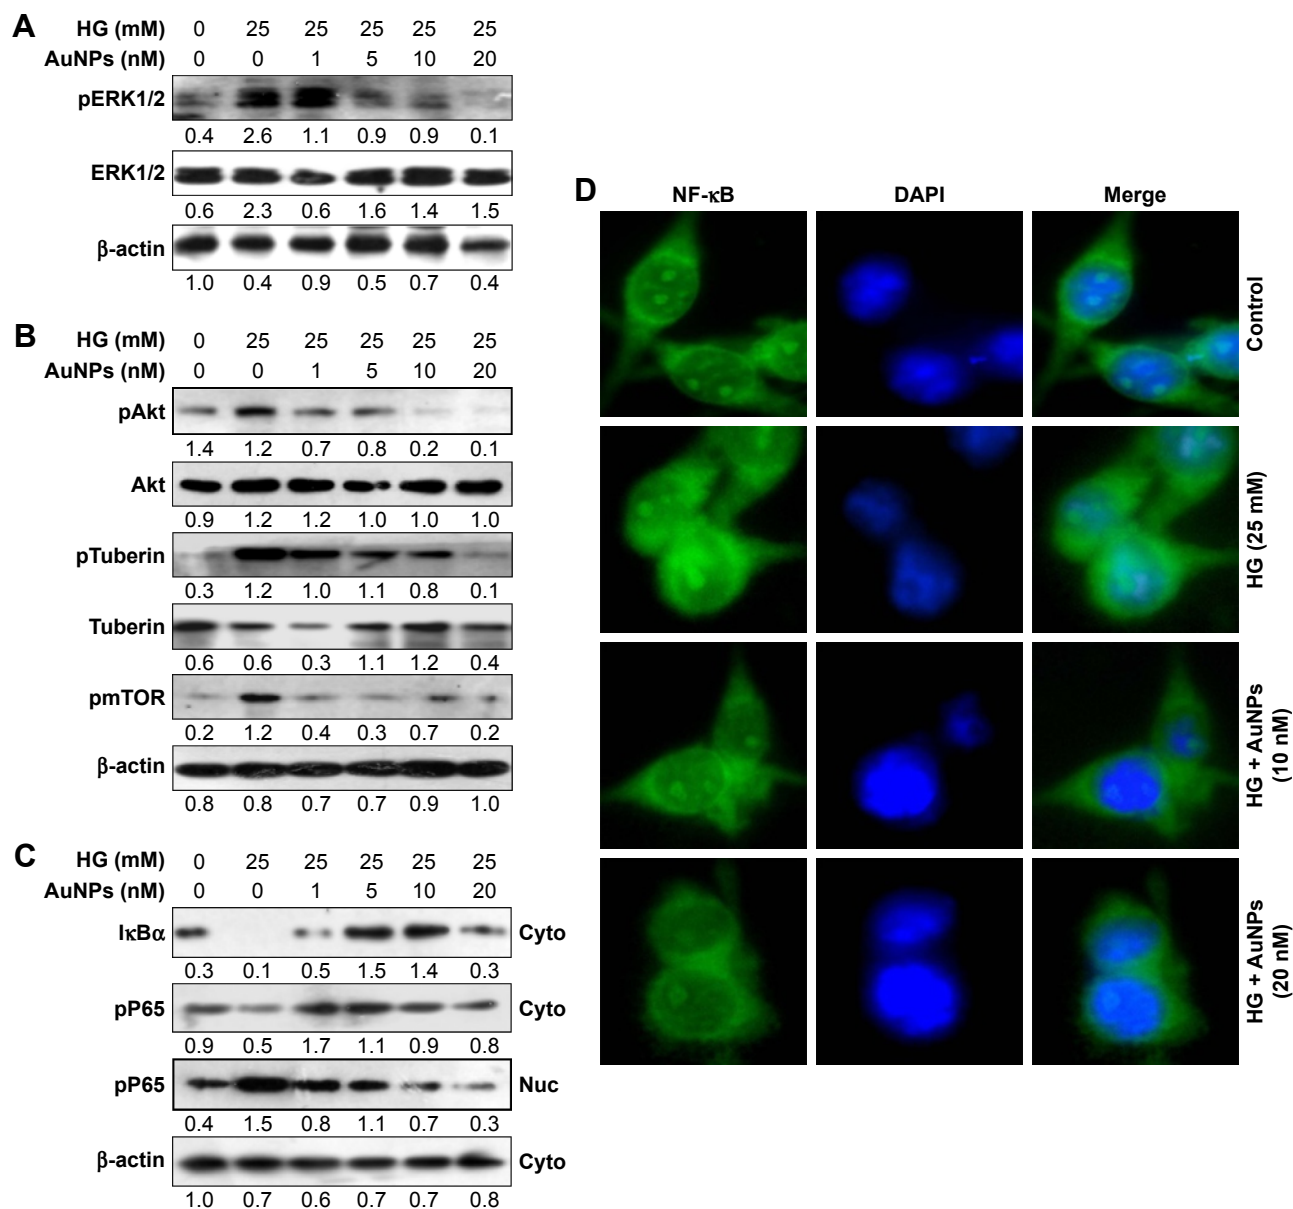 A
HG (mM) 0 25 25 25 25 25
AuNPs (nM) 0 0 1 5 10 20
pERK1/2
0.4 2.6 1.1 0.9 0.9 0.1
ERK1/2
0.6 2.3 0.6 1.6 1.4 1.5
β-actin
1.0 0.4 0.9 0.5 0.7 0.4
B
HG (mM) 0 25 25 25 25 25
AuNPs (nM) 0 0 1 5 10 20
pAkt
1.4 1.2 0.7 0.8 0.2 0.1
Akt
0.9 1.2 1.2 1.0 1.0 1.0
pTuberin
0.3 1.2 1.0 1.1 0.8 0.1
Tuberin
0.6 0.6 0.3 1.1 1.2 0.4
pmTOR
0.2 1.2 0.4 0.3 0.7 0.2
β-actin
0.8 0.8 0.7 0.7 0.9 1.0
C
HG (mM) 0 25 25 25 25 25
AuNPs (nM) 0 0 1 5 10 20
IκBα Cyto
0.3 0.1 0.5 1.5 1.4 0.3
pP65 Cyto
0.9 0.5 1.7 1.1 0.9 0.8
pP65 Nuc
0.4 1.5 0.8 1.1 0.7 0.3
β-actin Cyto
1.0 0.7 0.6 0.7 0.7 0.8
D
NF-κB DAPI Merge
Control
HG (25 mM)
HG + AuNPs
(10 nM)
HG + AuNPs
(20 nM)